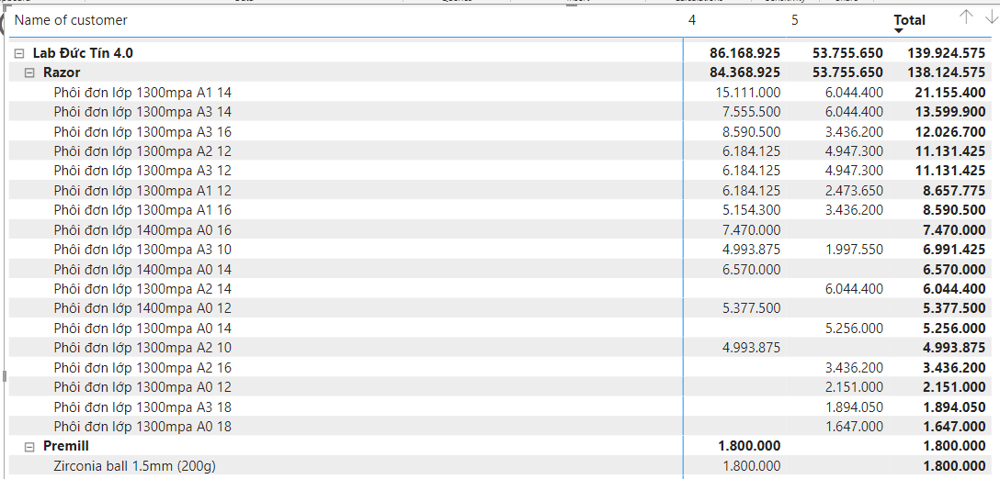 Name of customer 4 5 Total
Lab Đức Tín 4.0 86.168.925 53.755.650 139.924.575
Razor 84.368.925 53.755.650 138.124.575
Phôi đơn lớp 1300mpa A1 14 15.111.000 6.044.400 21.155.400
Phôi đơn lớp 1300mpa A3 14 7.555.500 6.044.400 13.599.900
Phôi đơn lớp 1300mpa A3 16 8.590.500 3.436.200 12.026.700
Phôi đơn lớp 1300mpa A2 12 6.184.125 4.947.300 11.131.425
Phôi đơn lớp 1300mpa A3 12 6.184.125 4.947.300 11.131.425
Phôi đơn lớp 1300mpa A1 12 6.184.125 2.473.650 8.657.775
Phôi đơn lớp 1300mpa A1 16 5.154.300 3.436.200 8.590.500
Phôi đơn lớp 1400mpa A0 16 7.470.000 7.470.000
Phôi đơn lớp 1300mpa A3 10 4.993.875 1.997.550 6.991.425
Phôi đơn lớp 1400mpa A0 14 6.570.000 6.570.000
Phôi đơn lớp 1300mpa A2 14 6.044.400 6.044.400
Phôi đơn lớp 1400mpa A0 12 5.377.500 5.377.500
Phôi đơn lớp 1300mpa A0 14 5.256.000 5.256.000
Phôi đơn lớp 1300mpa A2 10 4.993.875 4.993.875
Phôi đơn lớp 1300mpa A2 16 3.436.200 3.436.200
Phôi đơn lớp 1300mpa A0 12 2.151.000 2.151.000
Phôi đơn lớp 1300mpa A3 18 1.894.050 1.894.050
Phôi đơn lớp 1300mpa A0 18 1.647.000 1.647.000
Premill 1.800.000 1.800.000
Zirconia ball 1.5mm (200g) 1.800.000 1.800.000